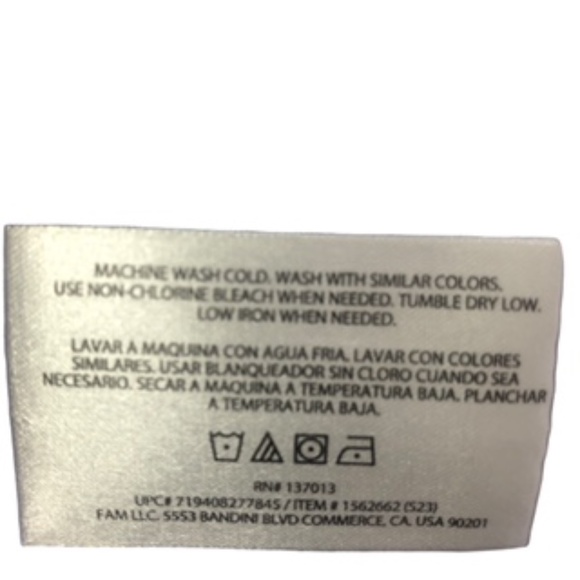 MACHINE WASH COLD. WASH WITH SIMILAR COLORS.
USE NON-CHLORINE BLEACH WHEN NEEDED. TUMBLE DRY LOW.
LOW IRON WHEN NEEDED.
LAVAR A MAQUINA CON AGUA FRIA. LAVAR CON COLORES
SIMILARES. USAR BLANQUEADOR SIN CLORO CUANDO SEA
NECESARIO. SECAR A MAQUINA A TEMPERATURA BAJA. PLANCHAR
A TEMPERATURA BAJA.
RN# 137013
UPC# 719408277845 / ITEM # 1562662 (S23)
FAM LLC. 5553 BANDINI BLVD COMMERCE, CA. USA 90201